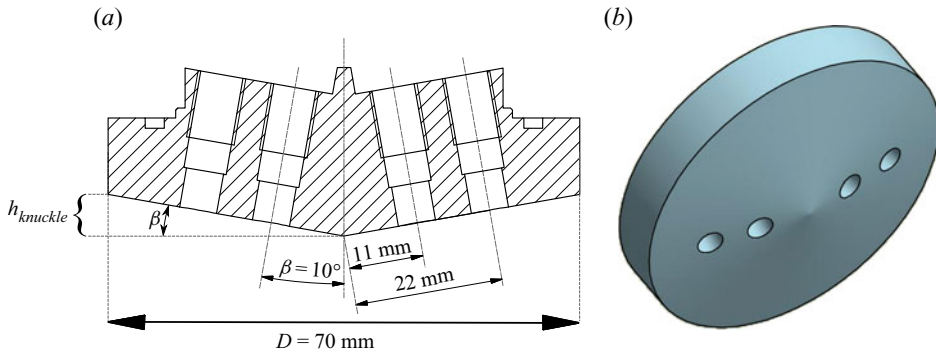 (a)
(b)
h_knuckle
β
11 mm
β = 10°
22 mm
D = 70 mm